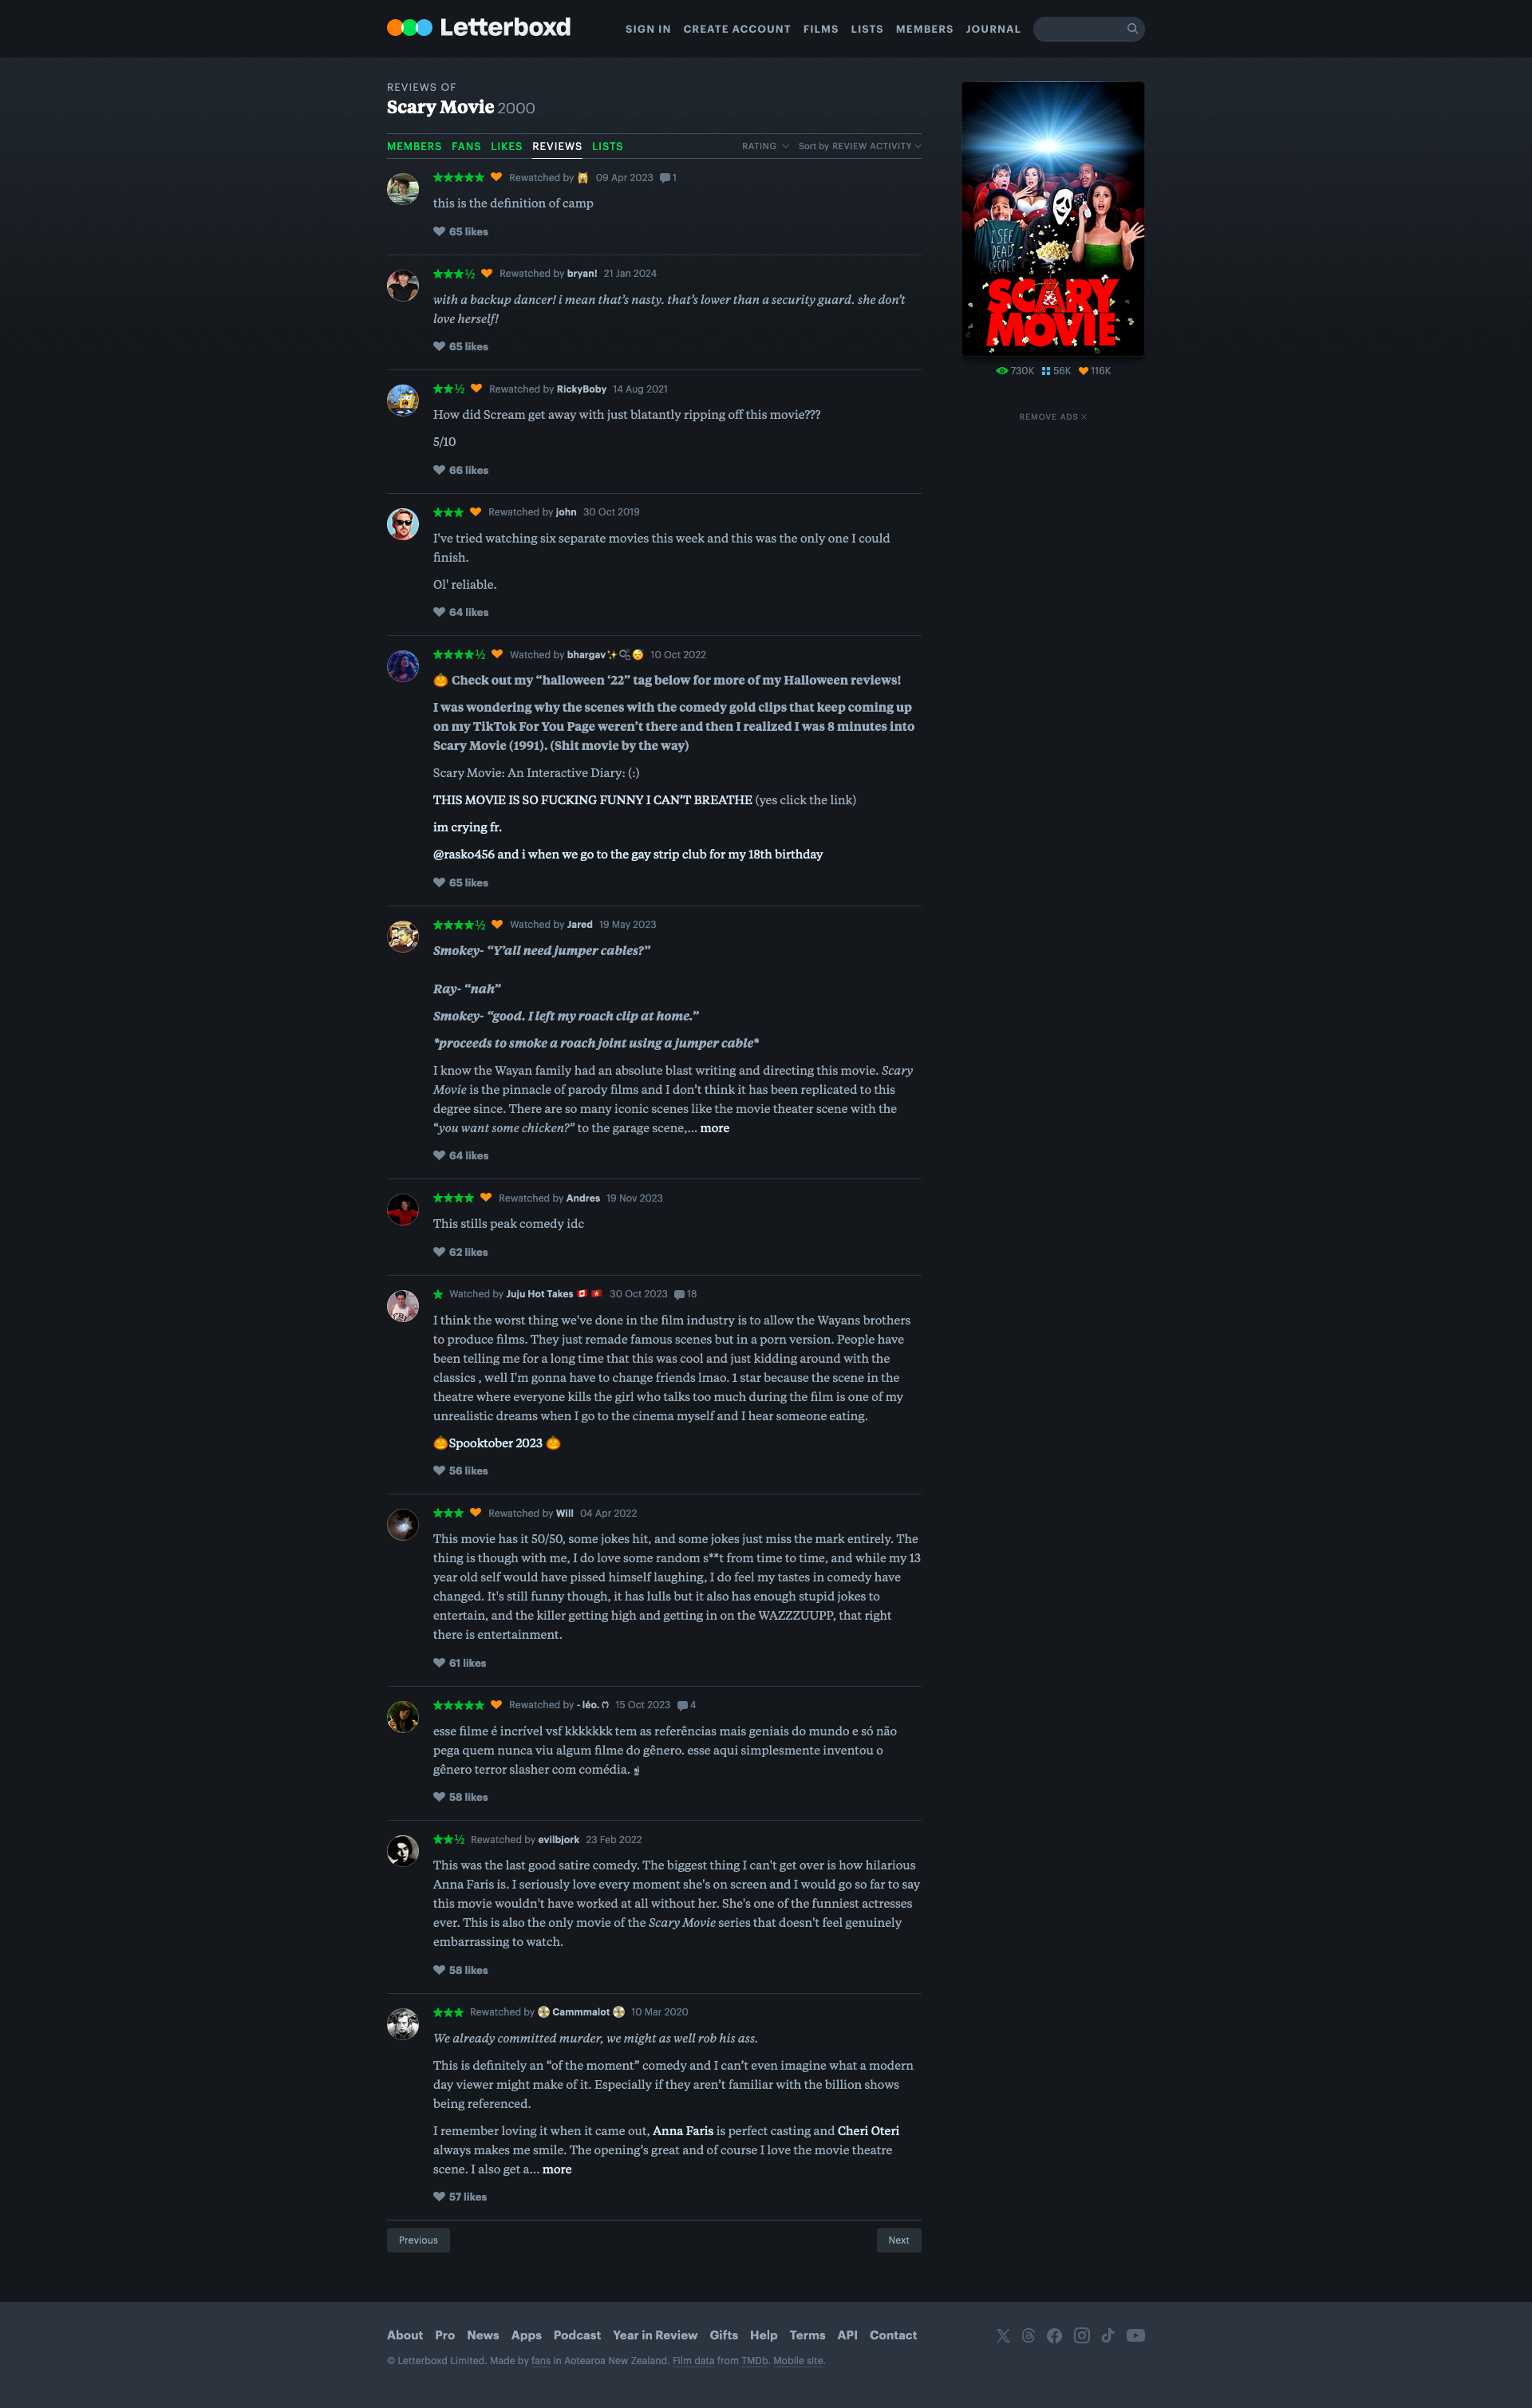 Letterboxd
SIGN IN CREATE ACCOUNT FILMS LISTS MEMBERS JOURNAL
REVIEWS OF
Scary Movie 2000
MEMBERS FANS LIKES REVIEWS LISTS RATING Sort by REVIEW ACTIVITY
★★★★★ Rewatched by 🙀 09 Apr 2023 1
this is the definition of camp
65 likes
★★★½ Rewatched by bryan! 21 Jan 2024
with a backup dancer! i mean that’s nasty. that’s lower than a security guard. she don’t
love herself!
65 likes
★★½ Rewatched by RickyBoby 14 Aug 2021
How did Scream get away with just blatantly ripping off this movie???
5/10
66 likes
★★★ Rewatched by john 30 Oct 2019
I've tried watching six separate movies this week and this was the only one I could
finish.
Ol' reliable.
64 likes
★★★★½ Watched by bhargav 10 Oct 2022
🎃 Check out my “halloween ‘22” tag below for more of my Halloween reviews!
I was wondering why the scenes with the comedy gold clips that keep coming up
on my TikTok For You Page weren’t there and then I realized I was 8 minutes into
Scary Movie (1991). (Shit movie by the way)
Scary Movie: An Interactive Diary: (:)
THIS MOVIE IS SO FUCKING FUNNY I CAN’T BREATHE (yes click the link)
im crying fr.
@rasko456 and i when we go to the gay strip club for my 18th birthday
65 likes
★★★★½ Watched by Jared 19 May 2023
Smokey- “Y’all need jumper cables?”
Ray- “nah”
Smokey- “good. I left my roach clip at home.”
*proceeds to smoke a roach joint using a jumper cable*
I know the Wayan family had an absolute blast writing and directing this movie. Scary
Movie is the pinnacle of parody films and I don’t think it has been replicated to this
degree since. There are so many iconic scenes like the movie theater scene with the
“you want some chicken?” to the garage scene,… more
64 likes
★★★★ Rewatched by Andres 19 Nov 2023
This stills peak comedy idc
62 likes
★ Watched by Juju Hot Takes 🇨🇦 🇻🇳 30 Oct 2023 18
I think the worst thing we've done in the film industry is to allow the Wayans brothers
to produce films. They just remade famous scenes but in a porn version. People have
been telling me for a long time that this was cool and just kidding around with the
classics , well I'm gonna have to change friends lmao. 1 star because the scene in the
theatre where everyone kills the girl who talks too much during the film is one of my
unrealistic dreams when I go to the cinema myself and I hear someone eating.
🎃Spooktober 2023 🎃
56 likes
★★★ Rewatched by Will 04 Apr 2022
This movie has it 50/50, some jokes hit, and some jokes just miss the mark entirely. The
thing is though with me, I do love some random s**t from time to time, and while my 13
year old self would have pissed himself laughing, I do feel my tastes in comedy have
changed. It's still funny though, it has lulls but it also has enough stupid jokes to
entertain, and the killer getting high and getting in on the WAZZZUUPP, that right
there is entertainment.
61 likes
★★★★★ Rewatched by - léo. 15 Oct 2023 4
esse filme é incrível vsf kkkkkkk tem as referências mais geniais do mundo e só não
pega quem nunca viu algum filme do gênero. esse aqui simplesmente inventou o
gênero terror slasher com comédia.
58 likes
★★½ Rewatched by evilbjork 23 Feb 2022
This was the last good satire comedy. The biggest thing I can't get over is how hilarious
Anna Faris is. I seriously love every moment she's on screen and I would go so far to say
this movie wouldn't have worked at all without her. She's one of the funniest actresses
ever. This is also the only movie of the Scary Movie series that doesn't feel genuinely
embarrassing to watch.
58 likes
★★★ Rewatched by 📀 Cammmalot 📀 10 Mar 2020
We already committed murder, we might as well rob his ass.
This is definitely an “of the moment” comedy and I can’t even imagine what a modern
day viewer might make of it. Especially if they aren’t familiar with the billion shows
being referenced.
I remember loving it when it came out, Anna Faris is perfect casting and Cheri Oteri
always makes me smile. The opening’s great and of course I love the movie theatre
scene. I also get a… more
57 likes
Previous Next
I SEE
DEAD
PEOPLE
SCARY
MOVIE
730K 56K 116K
REMOVE ADS
About Pro News Apps Podcast Year in Review Gifts Help Terms API Contact
© Letterboxd Limited. Made by fans in Aotearoa New Zealand. Film data from TMDb. Mobile site.